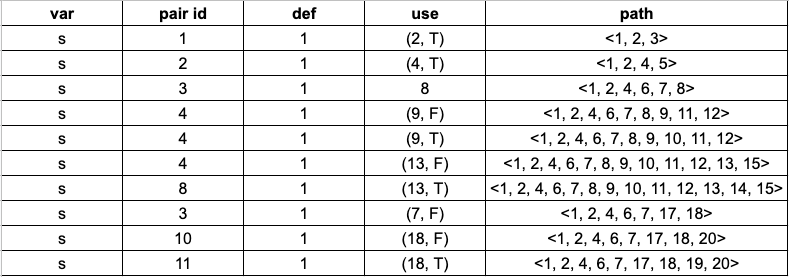 var pair id def use path
s 1 1 (2, T) <1, 2, 3>
s 2 1 (4, T) <1, 2, 4, 5>
s 3 1 8 <1, 2, 4, 6, 7, 8>
s 4 1 (9, F) <1, 2, 4, 6, 7, 8, 9, 11, 12>
s 4 1 (9, T) <1, 2, 4, 6, 7, 8, 9, 10, 11, 12>
s 4 1 (13, F) <1, 2, 4, 6, 7, 8, 9, 10, 11, 12, 13, 15>
s 8 1 (13, T) <1, 2, 4, 6, 7, 8, 9, 10, 11, 12, 13, 14, 15>
s 3 1 (7, F) <1, 2, 4, 6, 7, 17, 18>
s 10 1 (18, F) <1, 2, 4, 6, 7, 17, 18, 20>
s 11 1 (18, T) <1, 2, 4, 6, 7, 17, 18, 19, 20>